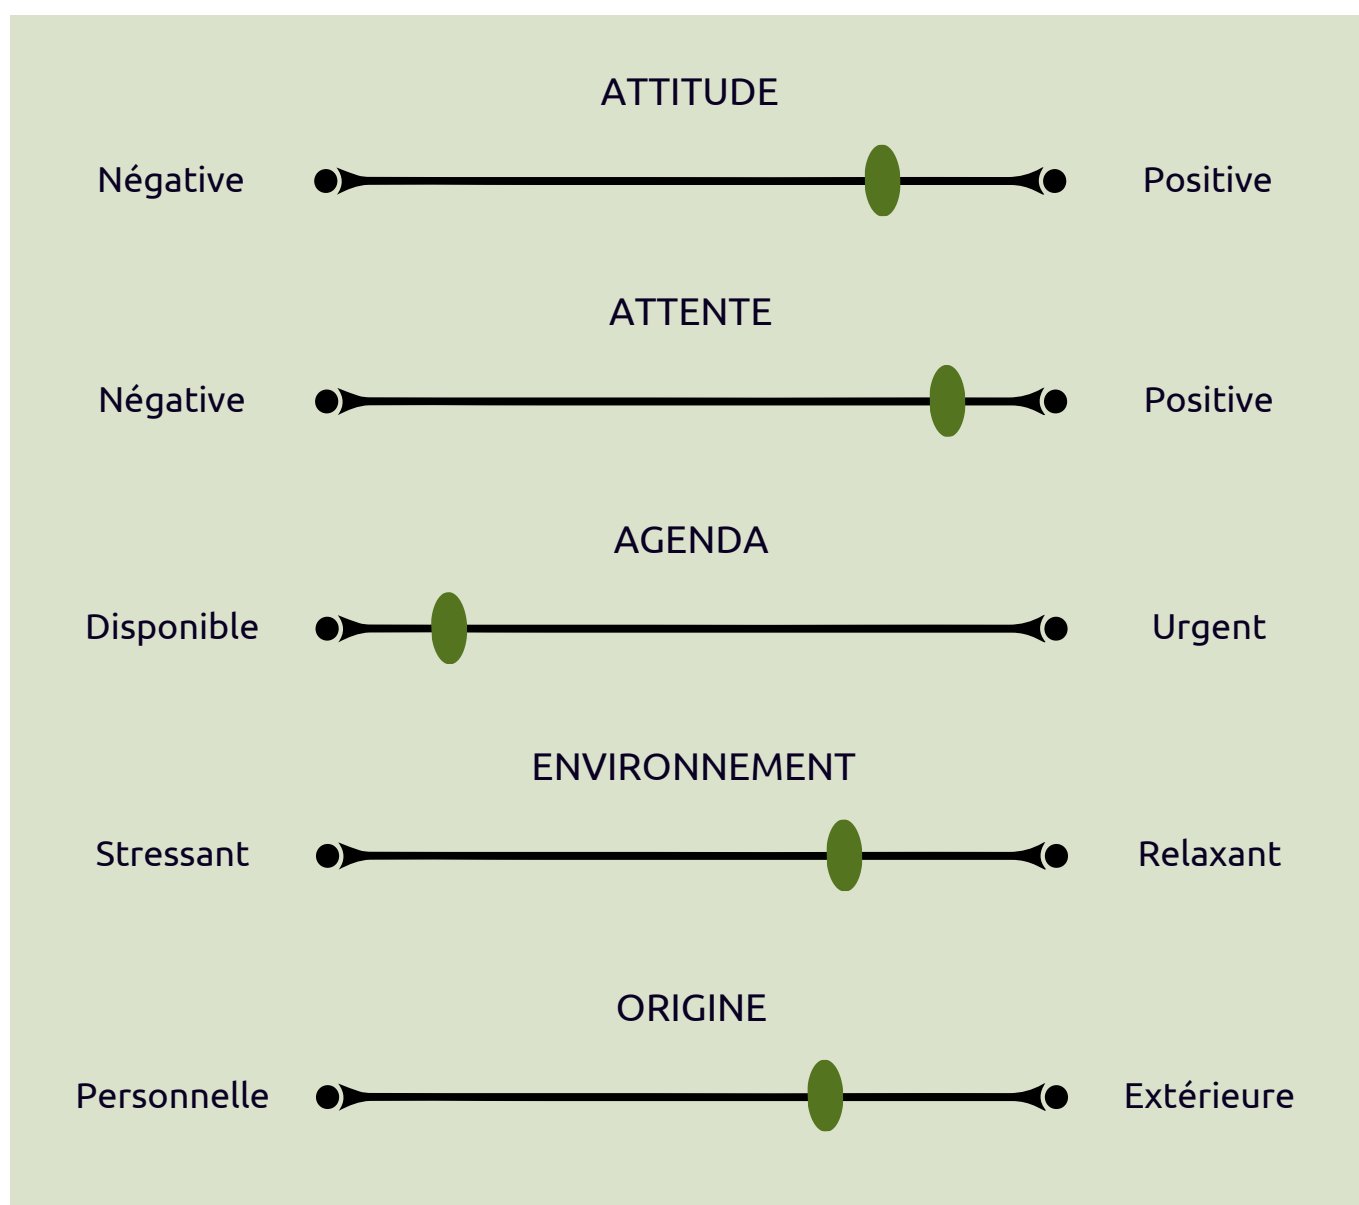 ATTITUDE
Négative Positive
ATTENTE
Négative Positive
AGENDA
Disponible Urgent
ENVIRONNEMENT
Stressant Relaxant
ORIGINE
Personnelle Extérieure